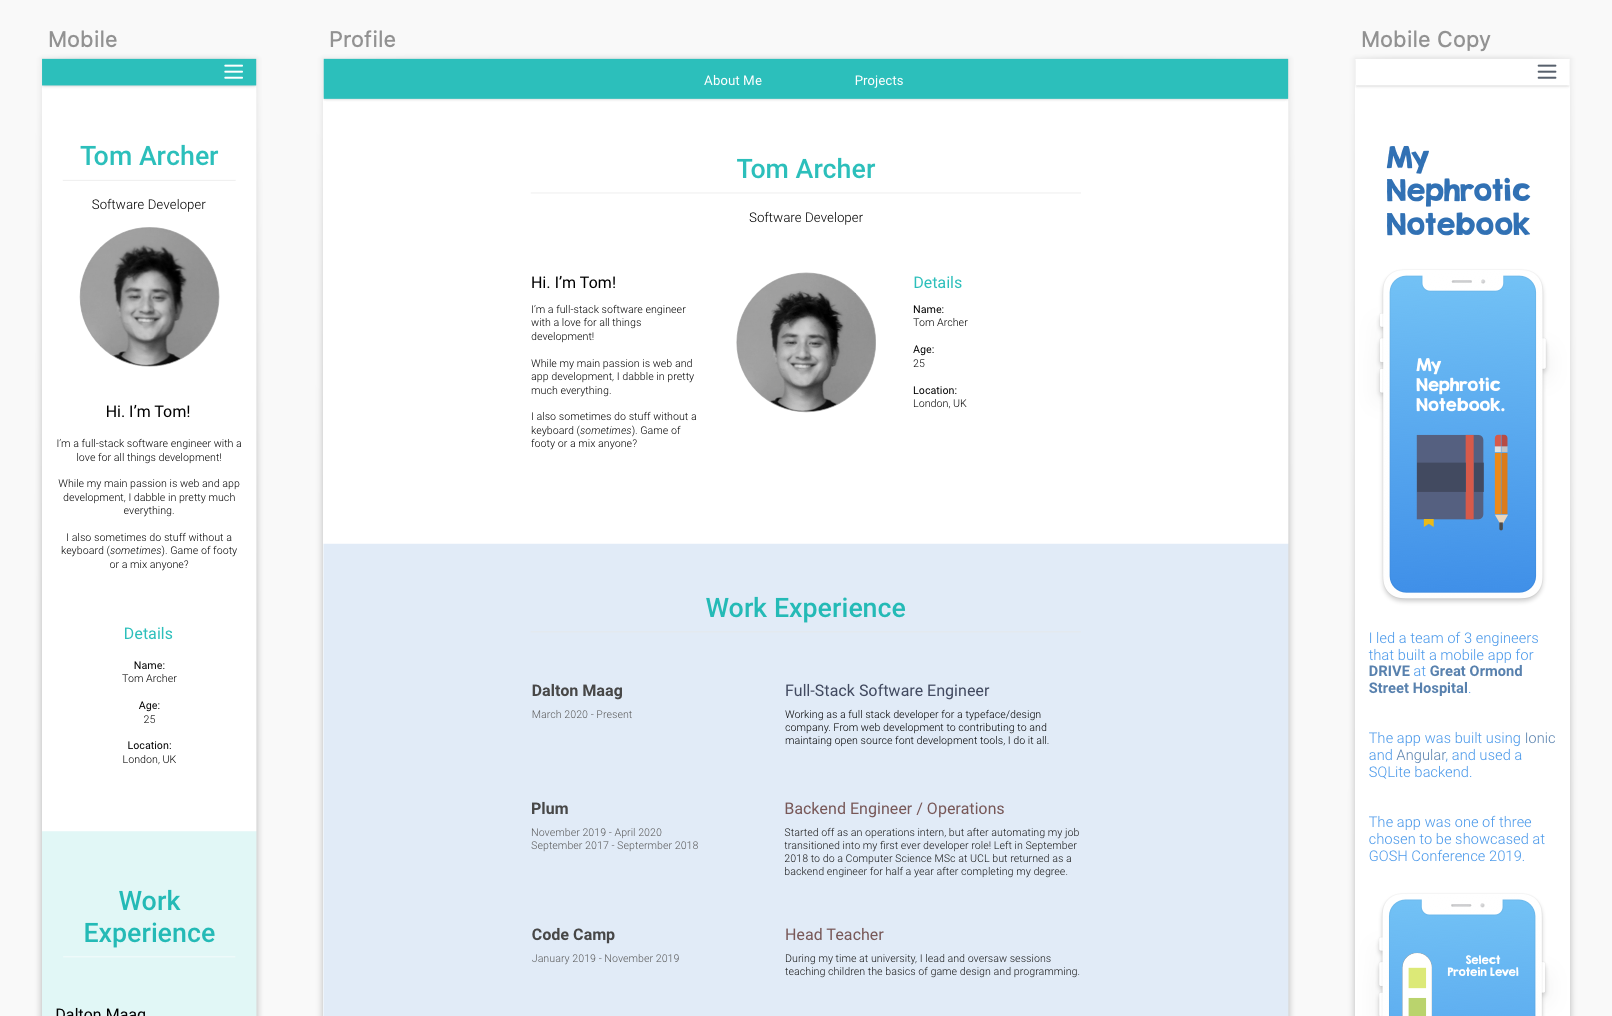 Mobile
Tom Archer
Software Developer
Hi. I'm Tom!
I'm a full-stack software engineer with a
love for all things development!
While my main passion is web and app
development, I dabble in pretty much
everything.
I also sometimes do stuff without a
keyboard (sometimes). Game of footy
or a mix anyone?
Details
Name:
Tom Archer
Age:
25
Location:
London, UK
Work
Experience
Dalton Maag
Profile
About Me
Projects
Tom Archer
Software Developer
Hi. I'm Tom!
I'm a full-stack software engineer
with a love for all things
development!
While my main passion is web and
app development, I dabble in pretty
much everything.
I also sometimes do stuff without a
keyboard (sometimes). Game of
footy or a mix anyone?
Details
Name:
Tom Archer
Age:
25
Location:
London, UK
Work Experience
Dalton Maag
March 2020 - Present
Full-Stack Software Engineer
Working as a full stack developer for a typeface/design
company. From web development to contributing to and
maintaing open source font development tools, I do it all.
Plum
November 2019 - April 2020
September 2017 - Septermber 2018
Backend Engineer / Operations
Started off as an operations intern, but after automating my job
transitioned into my first ever developer role! Left in September
2018 to do a Computer Science MSc at UCL but returned as a
backend engineer for half a year after completing my degree.
Code Camp
January 2019 - November 2019
Head Teacher
During my time at university, I lead and oversaw sessions
teaching children the basics of game design and programming.
Mobile Copy
My
Nephrotic
Notebook
My
Nephrotic
Notebook.
I led a team of 3 engineers
that built a mobile app for
DRIVE at Great Ormond
Street Hospital.
The app was built using Ionic
and Angular, and used a
SQLite backend.
The app was one of three
chosen to be showcased at
GOSH Conference 2019.
Select
Protein Level